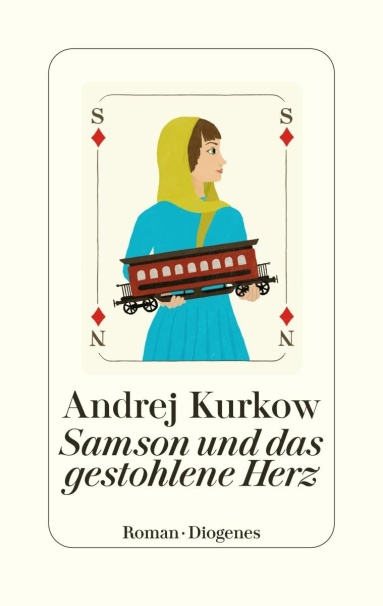 S S
N N
Andrej Kurkow
Samson und das
gestohlene Herz
Roman · Diogenes